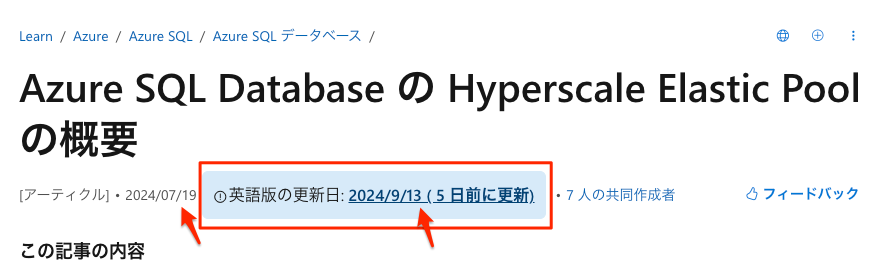 Learn / Azure / Azure SQL / Azure SQL データベース /
Azure SQL Database の Hyperscale Elastic Pool
の概要
[アーティクル] • 2024/07/19 英語版の更新日: 2024/9/13 ( 5 日前に更新) • 7 人の共同作成者 フィードバック
この記事の内容